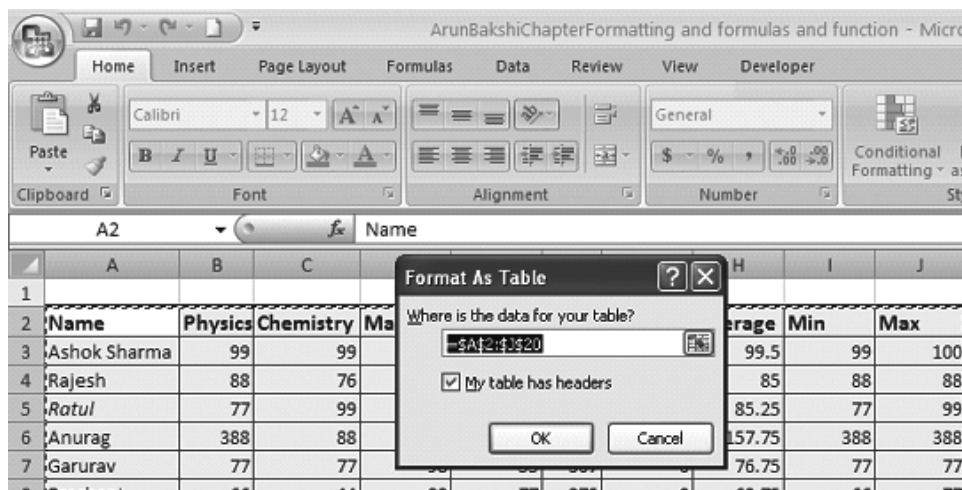 ArunBakshiChapterFormatting and formulas and function - Micro
Home Insert Page Layout Formulas Data Review View Developer
Calibri 12 A A General
Paste B I U A $ % , .00 .00 Conditional
Formatting
Clipboard Font Alignment Number
A2 fx Name
A B C H I J
1
Format As Table ? X
Where is the data for your table?
=$A$2:$J$20
My table has headers
OK Cancel
2 Name Physics Chemistry Ma erage Min Max
3 Ashok Sharma 99 99 99.5 99 100
4 Rajesh 88 76 85 88 88
5 Ratul 77 99 85.25 77 99
6 Anurag 388 88 157.75 388 388
7 Garurav 77 77 76.75 77 77